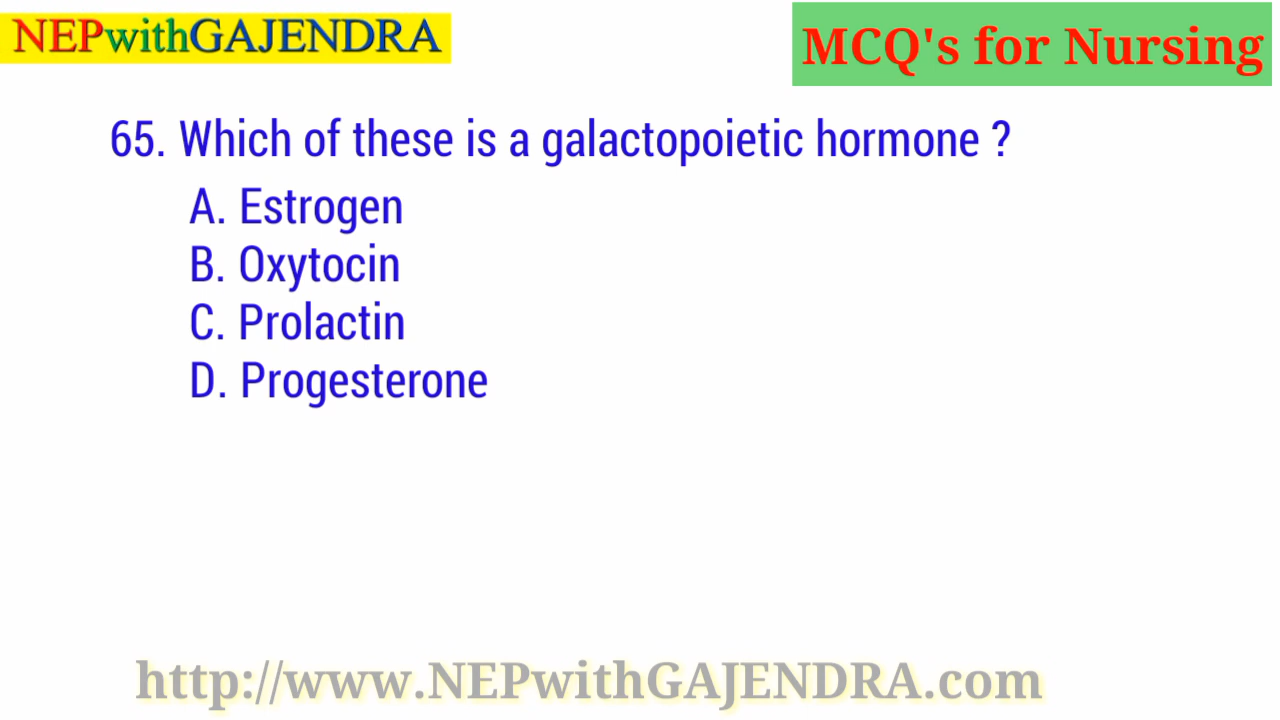 NEPwithGAJENDRA
MCQ's for Nursing
65. Which of these is a galactopoietic hormone ?
A. Estrogen
B. Oxytocin
C. Prolactin
D. Progesterone
http://www.NEPwithGAJENDRA.com